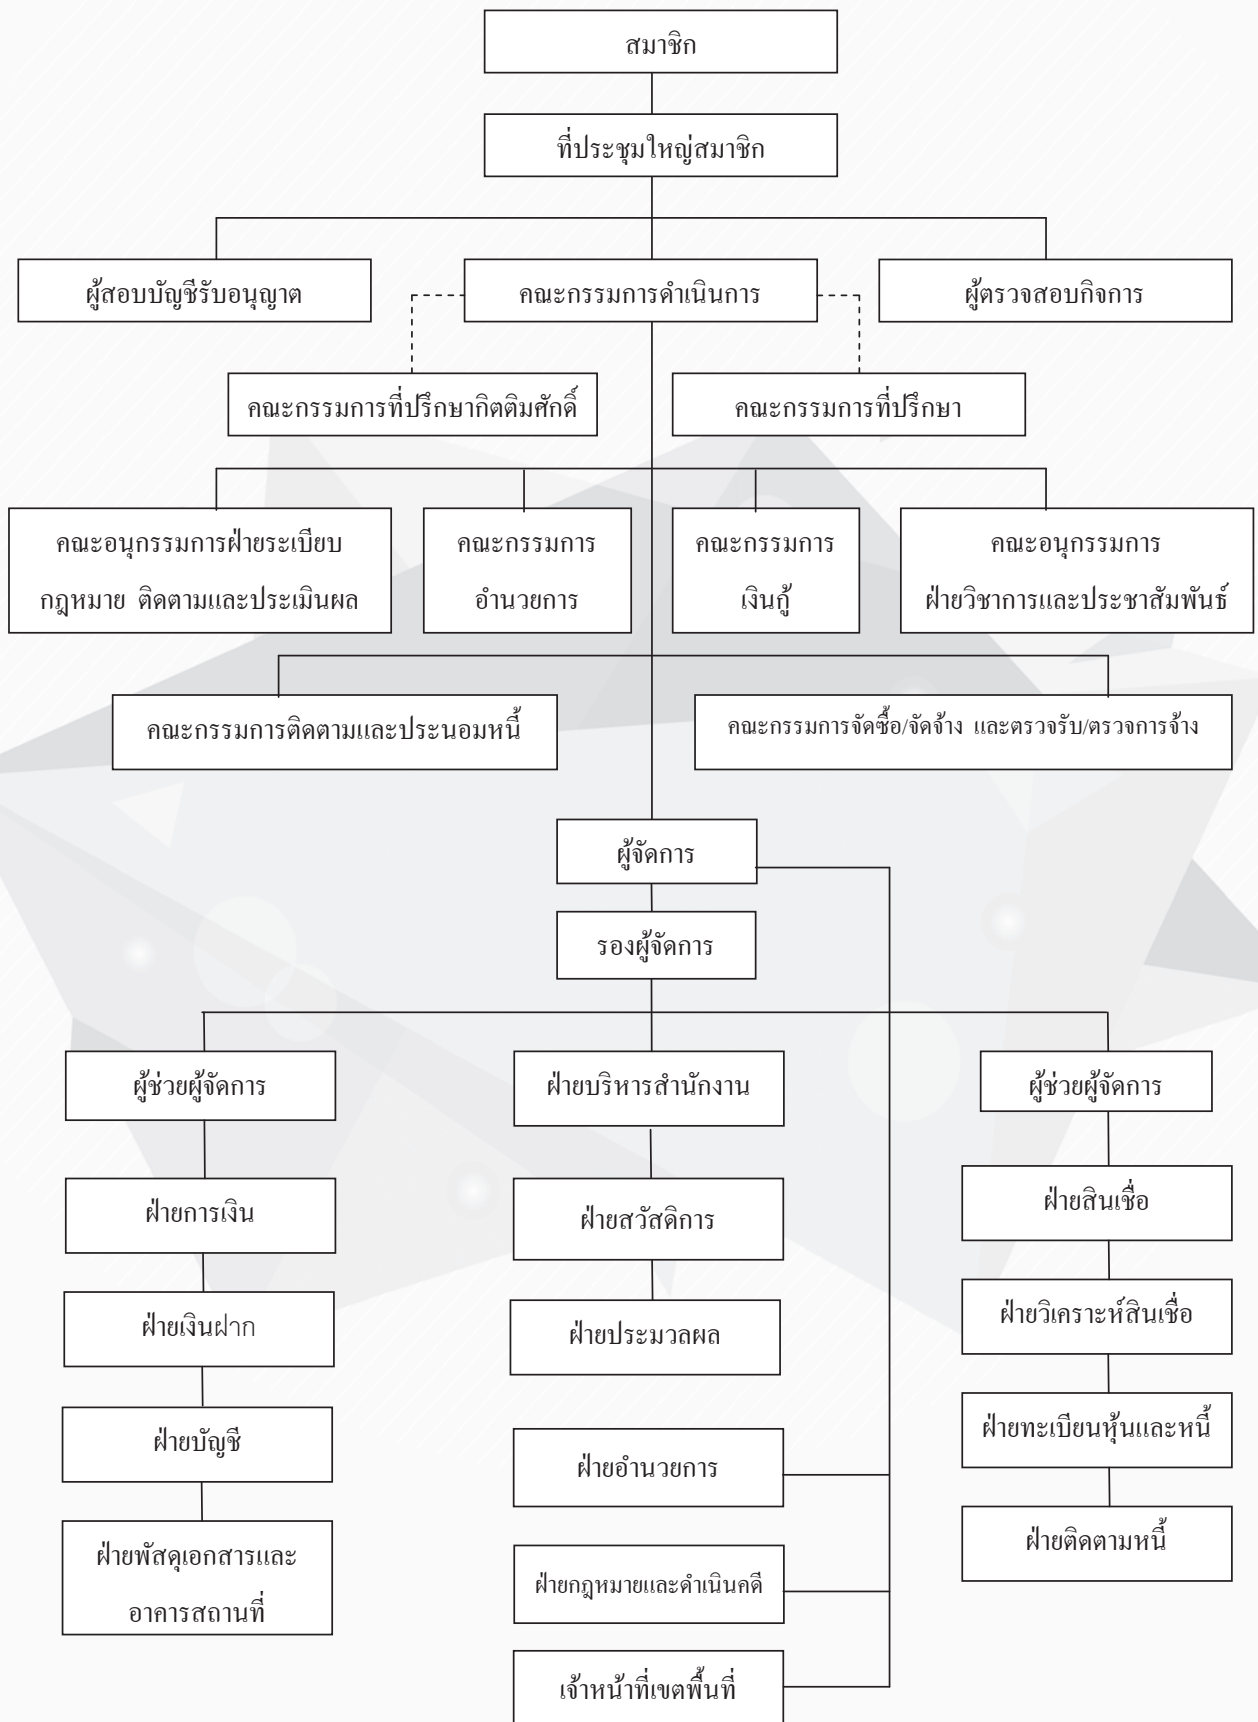 สมาชิก
ที่ประชุมใหญ่สมาชิก
ผู้สอบบัญชีรับอนุญาต
คณะกรรมการดำเนินการ
ผู้ตรวจสอบกิจการ
คณะกรรมการที่ปรึกษากิตติมศักดิ์
คณะกรรมการที่ปรึกษา
คณะอนุกรรมการฝ่ายระเบียบ
กฎหมาย ติดตามและประเมินผล
คณะกรรมการ
อำนวยการ
คณะกรรมการ
เงินกู้
คณะอนุกรรมการ
ฝ่ายวิชาการและประชาสัมพันธ์
คณะกรรมการติดตามและประนอมหนี้
คณะกรรมการจัดซื้อ/จัดจ้าง และตรวจรับ/ตรวจการจ้าง
ผู้จัดการ
รองผู้จัดการ
ผู้ช่วยผู้จัดการ
ฝ่ายการเงิน
ฝ่ายเงินฝาก
ฝ่ายบัญชี
ฝ่ายพัสดุเอกสารและ
อาคารสถานที่
ฝ่ายบริหารสำนักงาน
ฝ่ายสวัสดิการ
ฝ่ายประมวลผล
ฝ่ายอำนวยการ
ฝ่ายกฎหมายและดำเนินคดี
เจ้าหน้าที่เขตพื้นที่
ผู้ช่วยผู้จัดการ
ฝ่ายสินเชื่อ
ฝ่ายวิเคราะห์สินเชื่อ
ฝ่ายทะเบียนหุ้นและหนี้
ฝ่ายติดตามหนี้